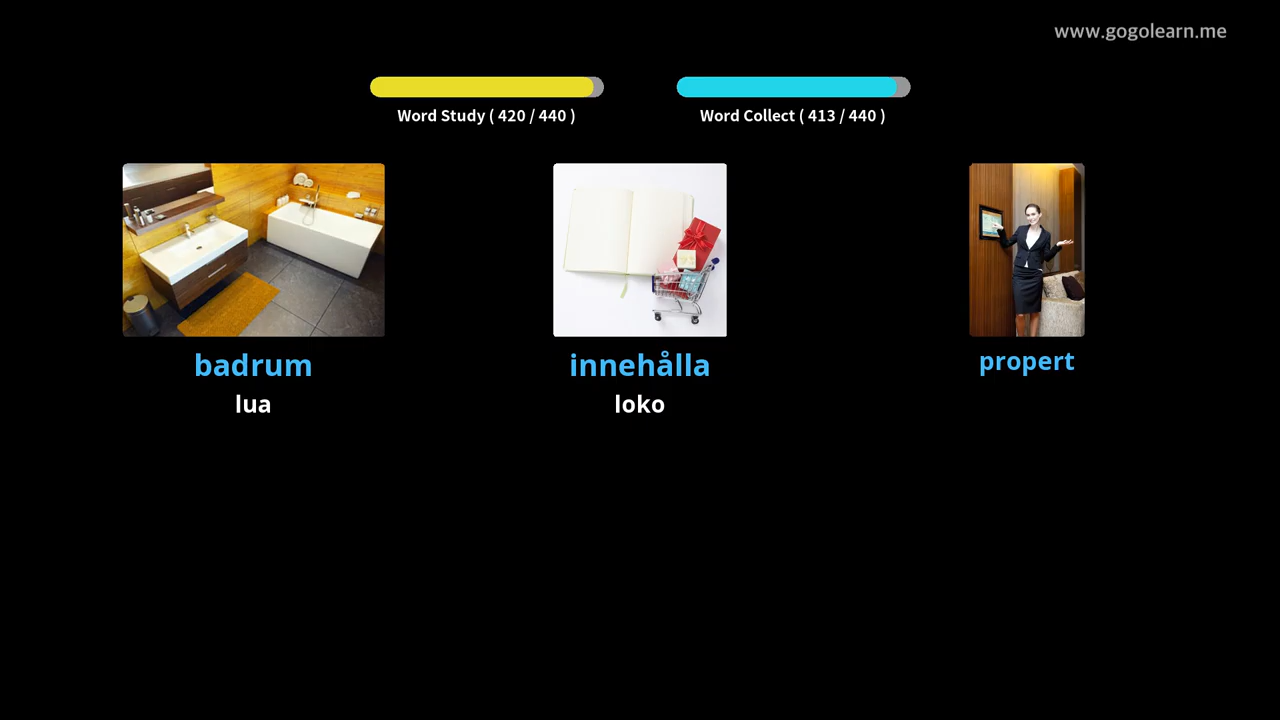 www.gogolearn.me
Word Study ( 420 / 440 )
Word Collect ( 413 / 440 )
badrum
lua
innehålla
loko
propert